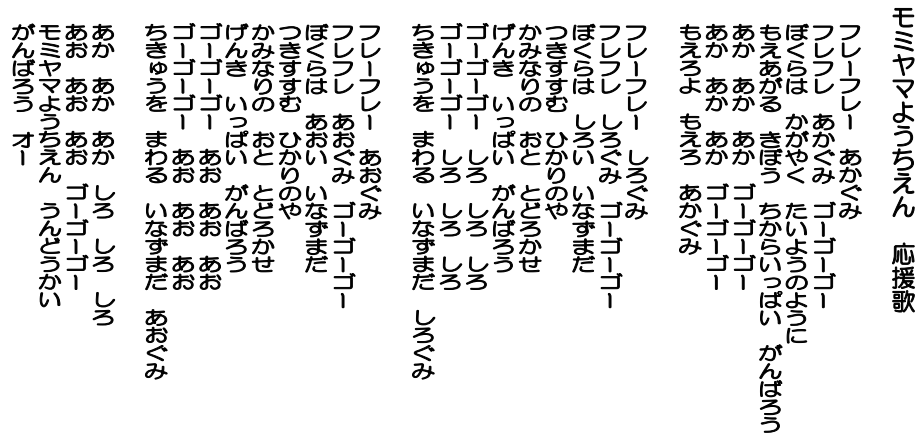 モミヤマようちえん　応援歌
フレーフレー　あかぐみ
フレフレ　あかぐみ　ゴーゴーゴー
ぼくらは　かがやく　たいようのように
もえあがる　きぼう　ちからいっぱい　がんばろう
あか　あか　あか　ゴーゴーゴー
あか　あか　あか　ゴーゴーゴー
もえろよ　もえろ　あかぐみ
フレーフレー　しろぐみ
フレフレ　しろぐみ　ゴーゴーゴー
ぼくらは　しろい　いなずまだ
つきすすむ　ひかりのや
かみなりの　おと　とどろかせ
げんき　いっぱい　がんばろう
ゴーゴーゴー　しろ　しろ　しろ
ゴーゴーゴー　しろ　しろ　しろ
ちきゅうを　まわる　いなずまだ　しろぐみ
フレーフレー　あおぐみ
フレフレ　あおぐみ　ゴーゴーゴー
ぼくらは　あおい　いなずまだ
つきすすむ　ひかりのや
かみなりの　おと　とどろかせ
げんき　いっぱい　がんばろう
ゴーゴーゴー　あお　あお　あお
ゴーゴーゴー　あお　あお　あお
ちきゅうを　まわる　いなずまだ　あおぐみ
あか　あか　あか　しろ　しろ　しろ
あお　あお　あお　ゴーゴーゴー
モミヤマようちえん　うんどうかい
がんばろう　オー